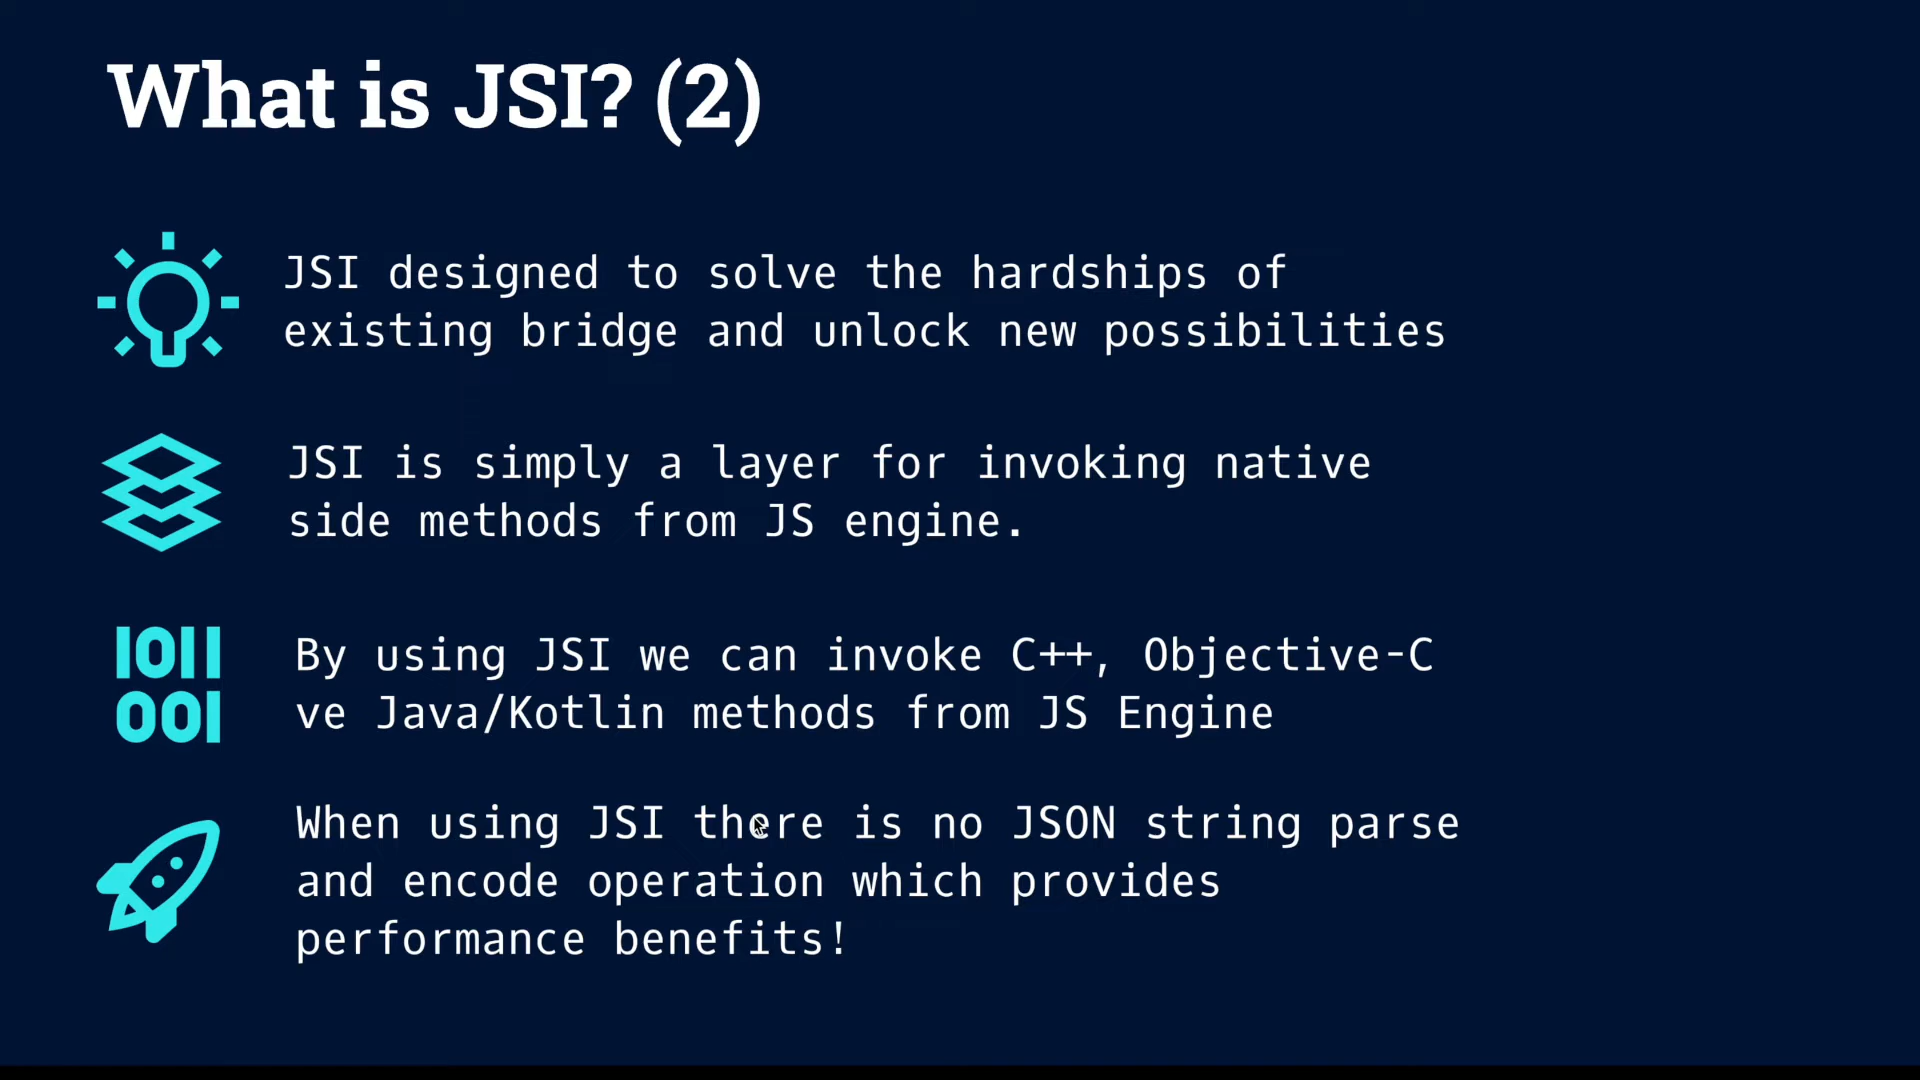 What is JSI? (2)
JSI designed to solve the hardships of
existing bridge and unlock new possibilities
JSI is simply a layer for invoking native
side methods from JS engine.
1011
001
By using JSI we can invoke C++, Objective-C
ve Java/Kotlin methods from JS Engine
When using JSI there is no JSON string parse
and encode operation which provides
performance benefits!